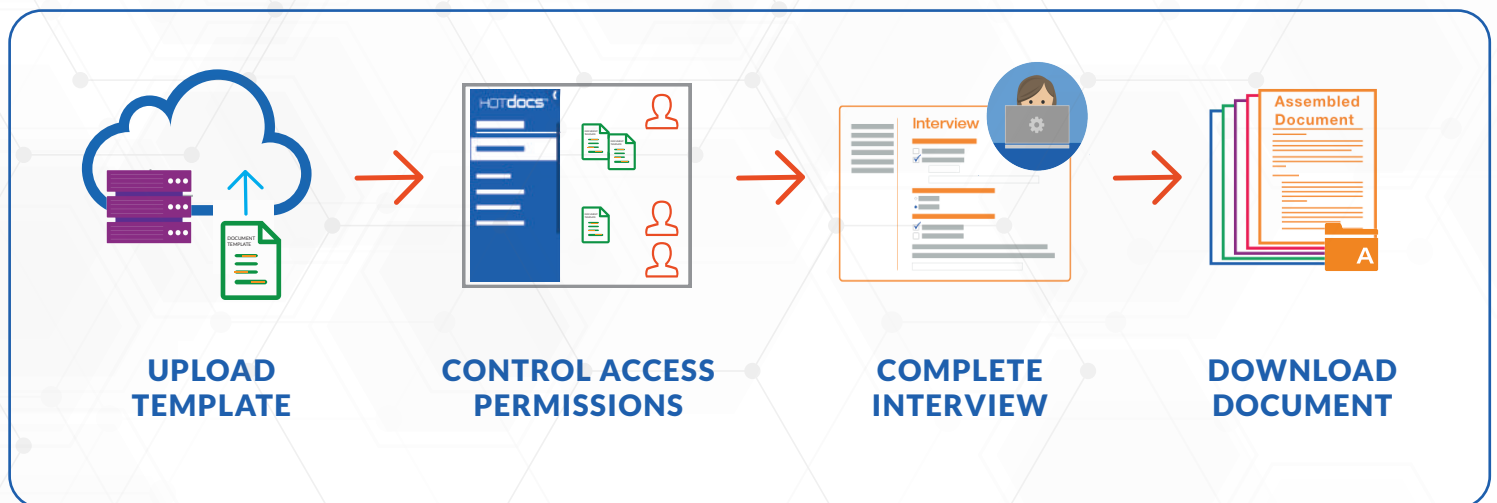 DOCUMENT
TEMPLATE
HOTdocs
Interview
Assembled
Document
A
UPLOAD
TEMPLATE
CONTROL ACCESS
PERMISSIONS
COMPLETE
INTERVIEW
DOWNLOAD
DOCUMENT